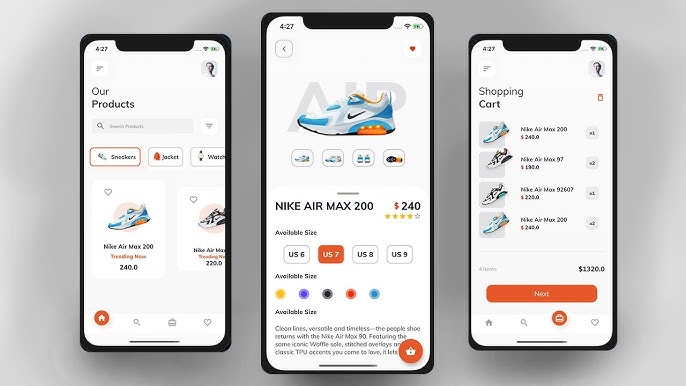 4:27
Our
Products
Search Products
Sneakers
Jacket
Watch
Nike Air Max 200
Trending Now
240.0
Nike Air Max
Trending Now
220.0
4:27
AIR
NIKE AIR MAX 200
$ 240
Available Size
US 6
US 7
US 8
US 9
Available Size
Available Size
Clean lines, versatile and timeless—the people shoe
returns with the Nike Air Max 90. Featuring the
same iconic Waffle sole, stitched overlays and
classic TPU accents you come to love, it lets
4:27
Shopping
Cart
Nike Air Max 200
$ 240.0
x1
Nike Air Max 97
$ 190.0
x2
Nike Air Max 92607
$ 220.0
x1
Nike Air Max 200
$ 240.0
x2
4 Items
$1320.0
Next